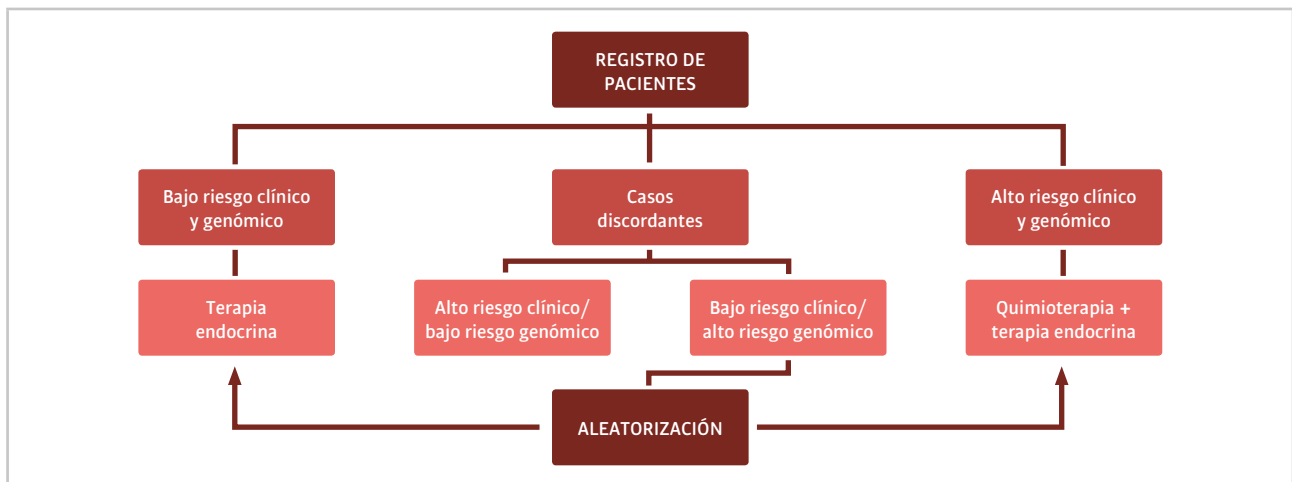 REGISTRO DE
PACIENTES
Bajo riesgo clínico
y genómico
Casos
discordantes
Alto riesgo clínico
y genómico
Terapia
endocrina
Alto riesgo clínico/
bajo riesgo genómico
Bajo riesgo clínico/
alto riesgo genómico
Quimioterapia +
terapia endocrina
ALEATORIZACIÓN